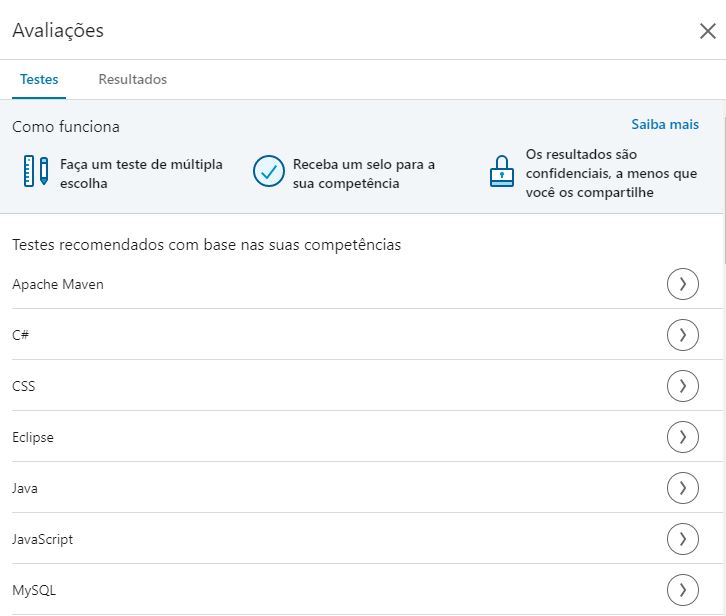 Avaliações
Testes
Resultados
Como funciona
Saiba mais
Faça um teste de múltipla
escolha
Receba um selo para a
sua competência
Os resultados são
confidenciais, a menos que
você os compartilhe
Testes recomendados com base nas suas competências
Apache Maven
C#
CSS
Eclipse
Java
JavaScript
MySQL